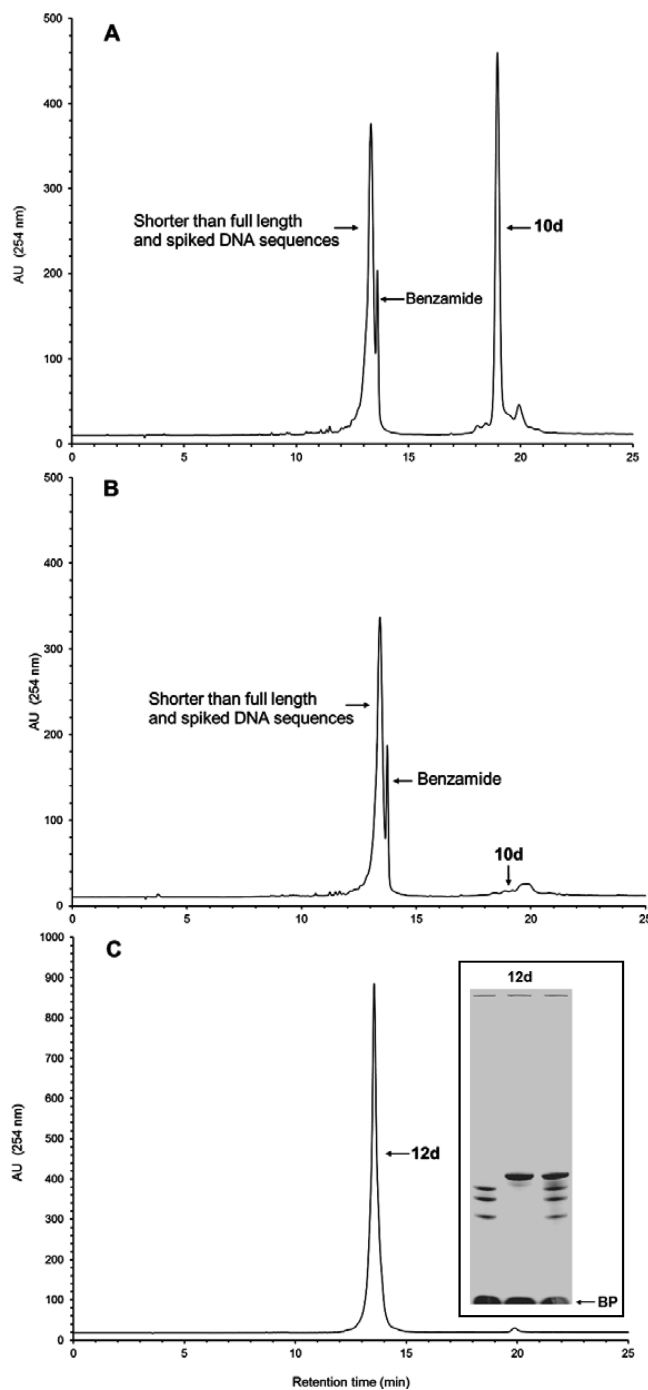 A
500
400
300
200
100
0
AU (254 nm)
Shorter than full length
and spiked DNA sequences
Benzamide
10d
0 5 10 15 20 25
B
500
400
300
200
100
0
AU (254 nm)
Shorter than full length
and spiked DNA sequences
Benzamide
10d
0 5 10 15 20 25
C
1000
900
800
700
600
500
400
300
200
100
0
AU (254 nm)
12d
12d
BP
0 5 10 15 20 25
Retention time (min)